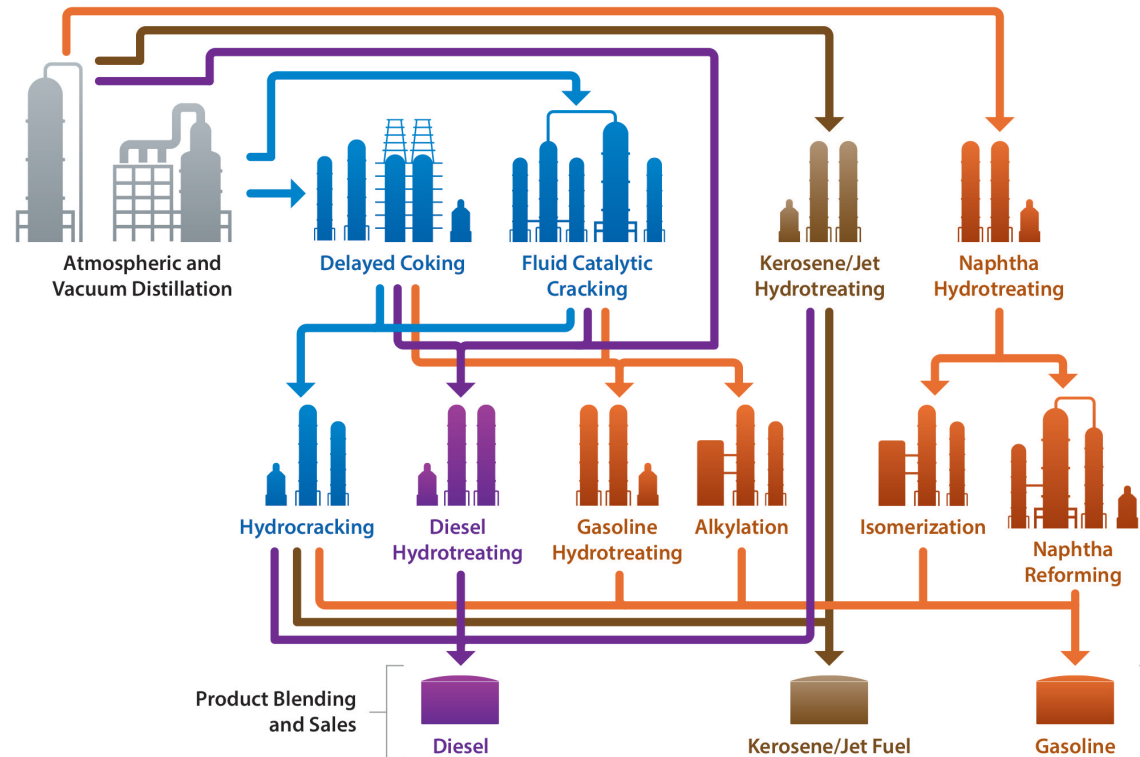 Atmospheric and
Vacuum Distillation
Delayed Coking
Fluid Catalytic
Cracking
Kerosene/Jet
Hydrotreating
Naphtha
Hydrotreating
Hydrocracking
Diesel
Hydrotreating
Gasoline
Hydrotreating
Alkylation
Isomerization
Naphtha
Reforming
Product Blending
and Sales
Diesel
Kerosene/Jet Fuel
Gasoline